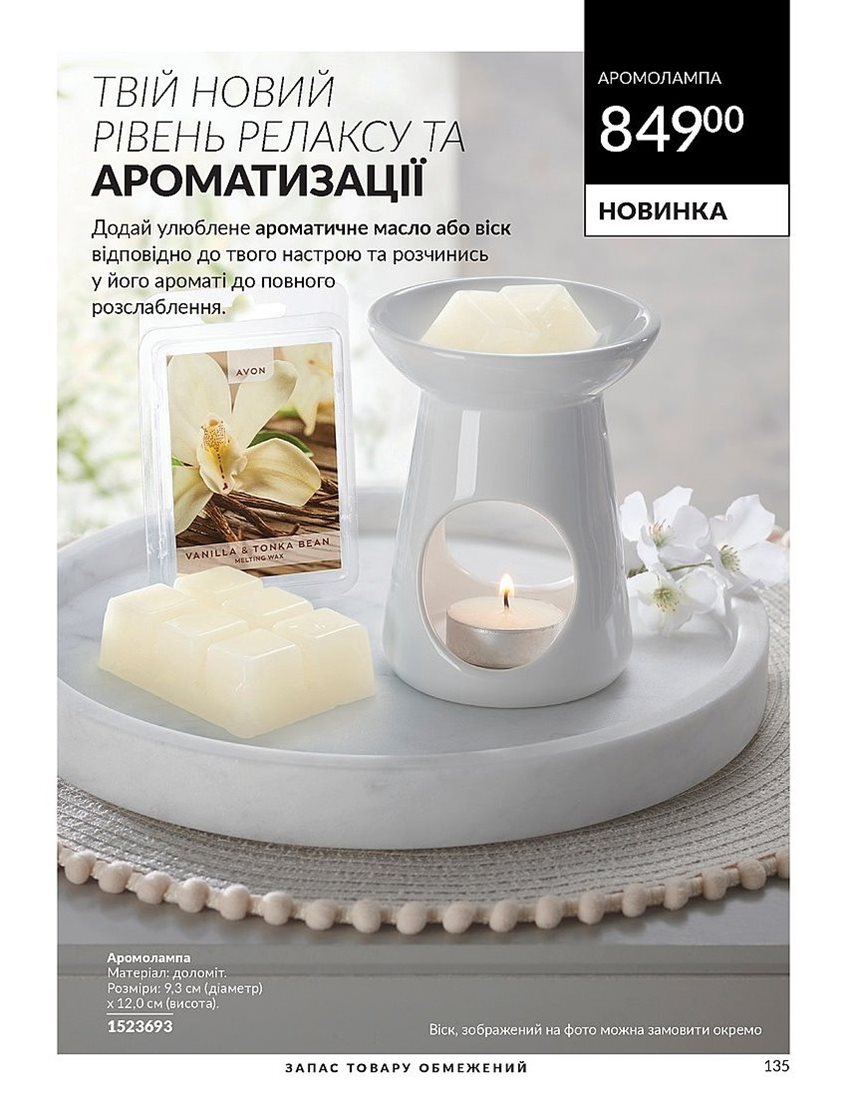 ТВІЙ НОВИЙ
РІВЕНЬ РЕЛАКСУ ТА
АРОМАТИЗАЦІЇ
Додай улюблене ароматичне масло або віск
відповідно до твого настрою та розчинись
у його ароматі до повного
розслаблення.
АРОМОЛАМПА
849⁰⁰
НОВИНКА
AVON
VANILLA & TONKA BEAN
MELTING WAX
Аромолампа
Матеріал: доломіт.
Розміри: 9,3 см (діаметр)
х 12,0 см (висота).
1523693
Віск, зображений на фото можна замовити окремо
ЗАПАС ТОВАРУ ОБМЕЖЕНИЙ
135